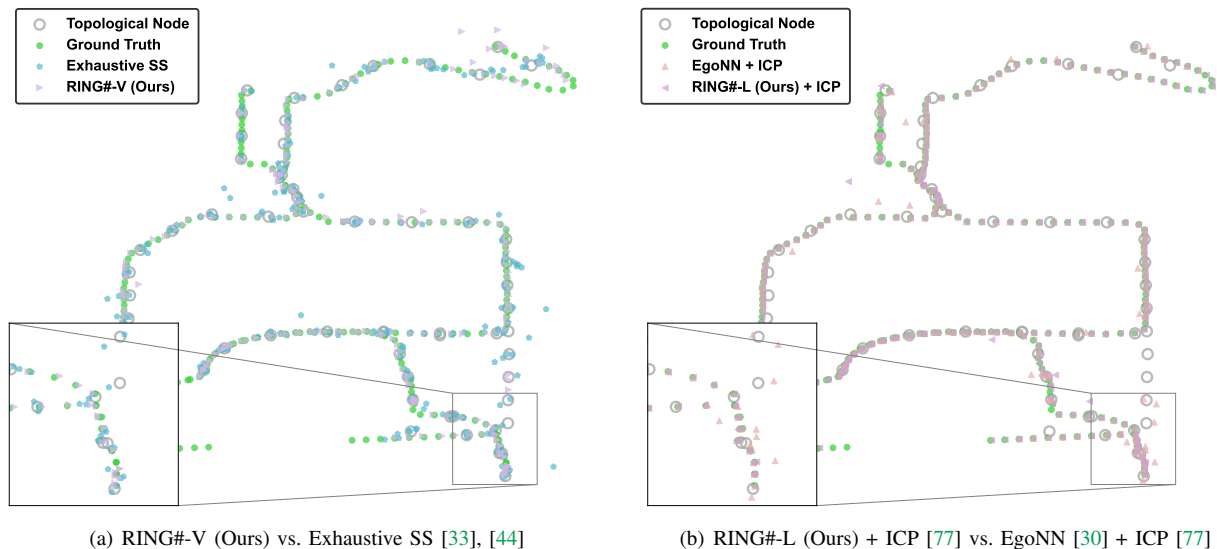 Topological Node
Ground Truth
Exhaustive SS
RING#-V (Ours)
Topological Node
Ground Truth
EgoNN + ICP
RING#-L (Ours) + ICP
(a) RING#-V (Ours) vs. Exhaustive SS [33], [44]
(b) RING#-L (Ours) + ICP [77] vs. EgoNN [30] + ICP [77]